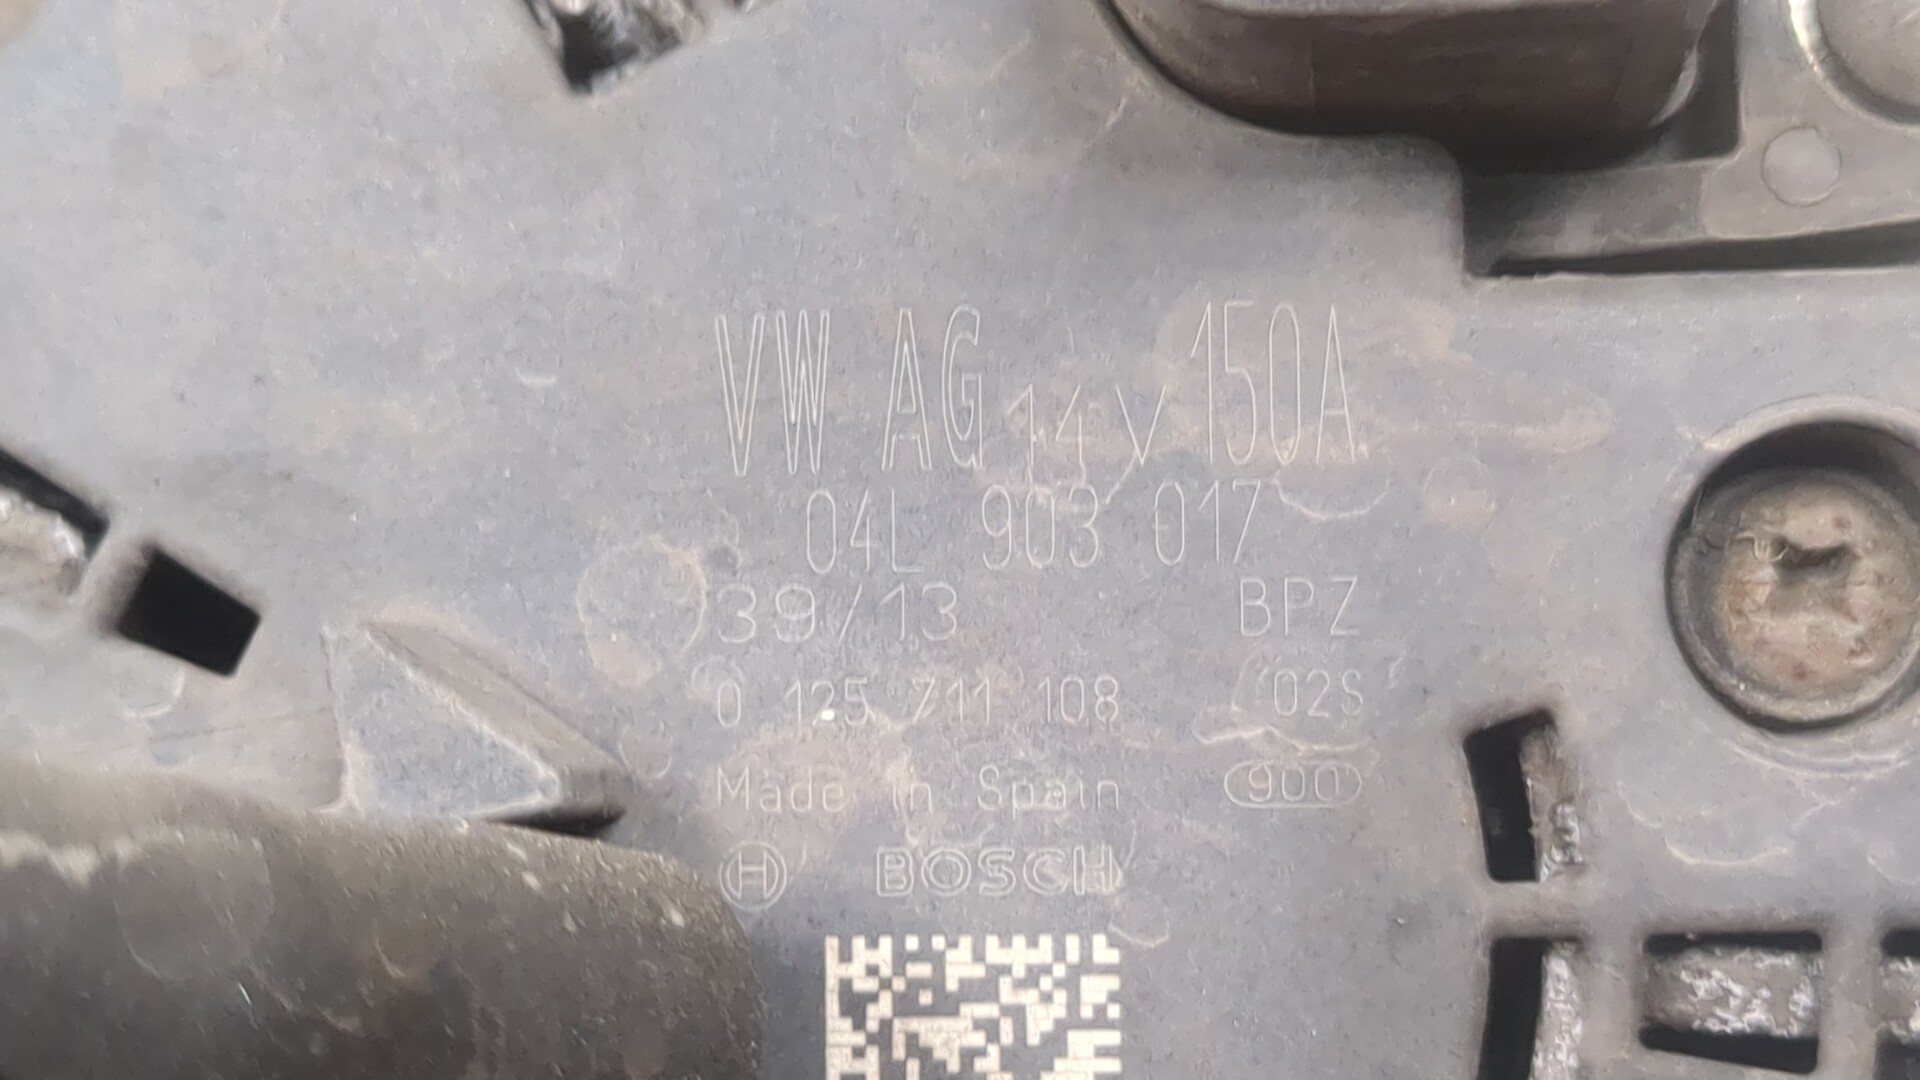 VW AG 14V 150A
04L 903 017
39/13 BPZ
0 125 711 108 02S
Made in Spain 900
BOSCH